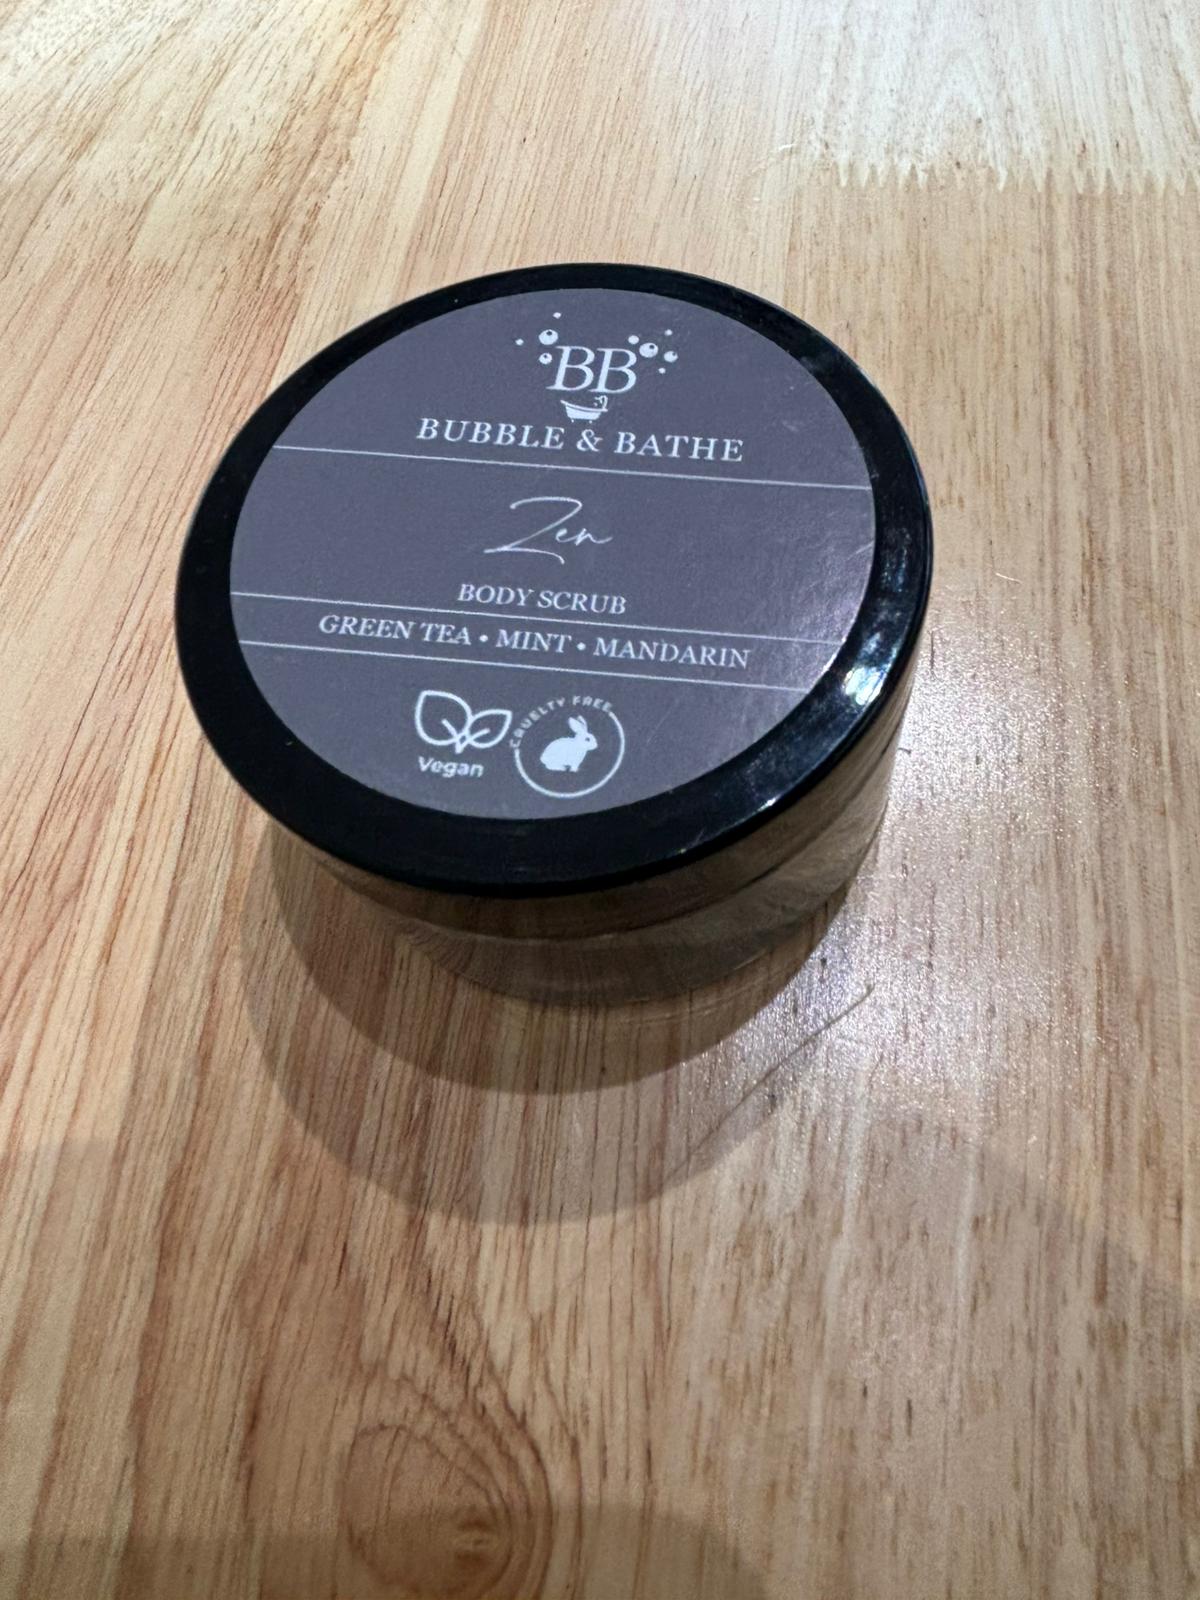 BB
BUBBLE & BATHE
Zen
BODY SCRUB
GREEN TEA • MINT • MANDARIN
CRUELTY FREE
Vegan